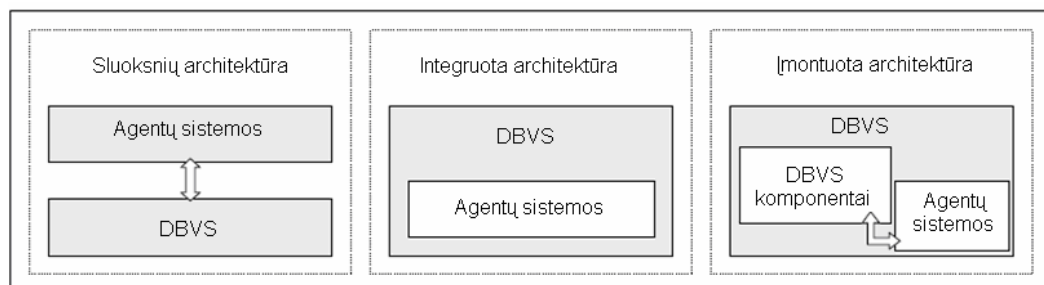 Sluoksnių architektūra
Agentų sistemos
DBVS
Integruota architektūra
DBVS
Agentų sistemos
Įmontuota architektūra
DBVS
DBVS
komponentai
Agentų
sistemos